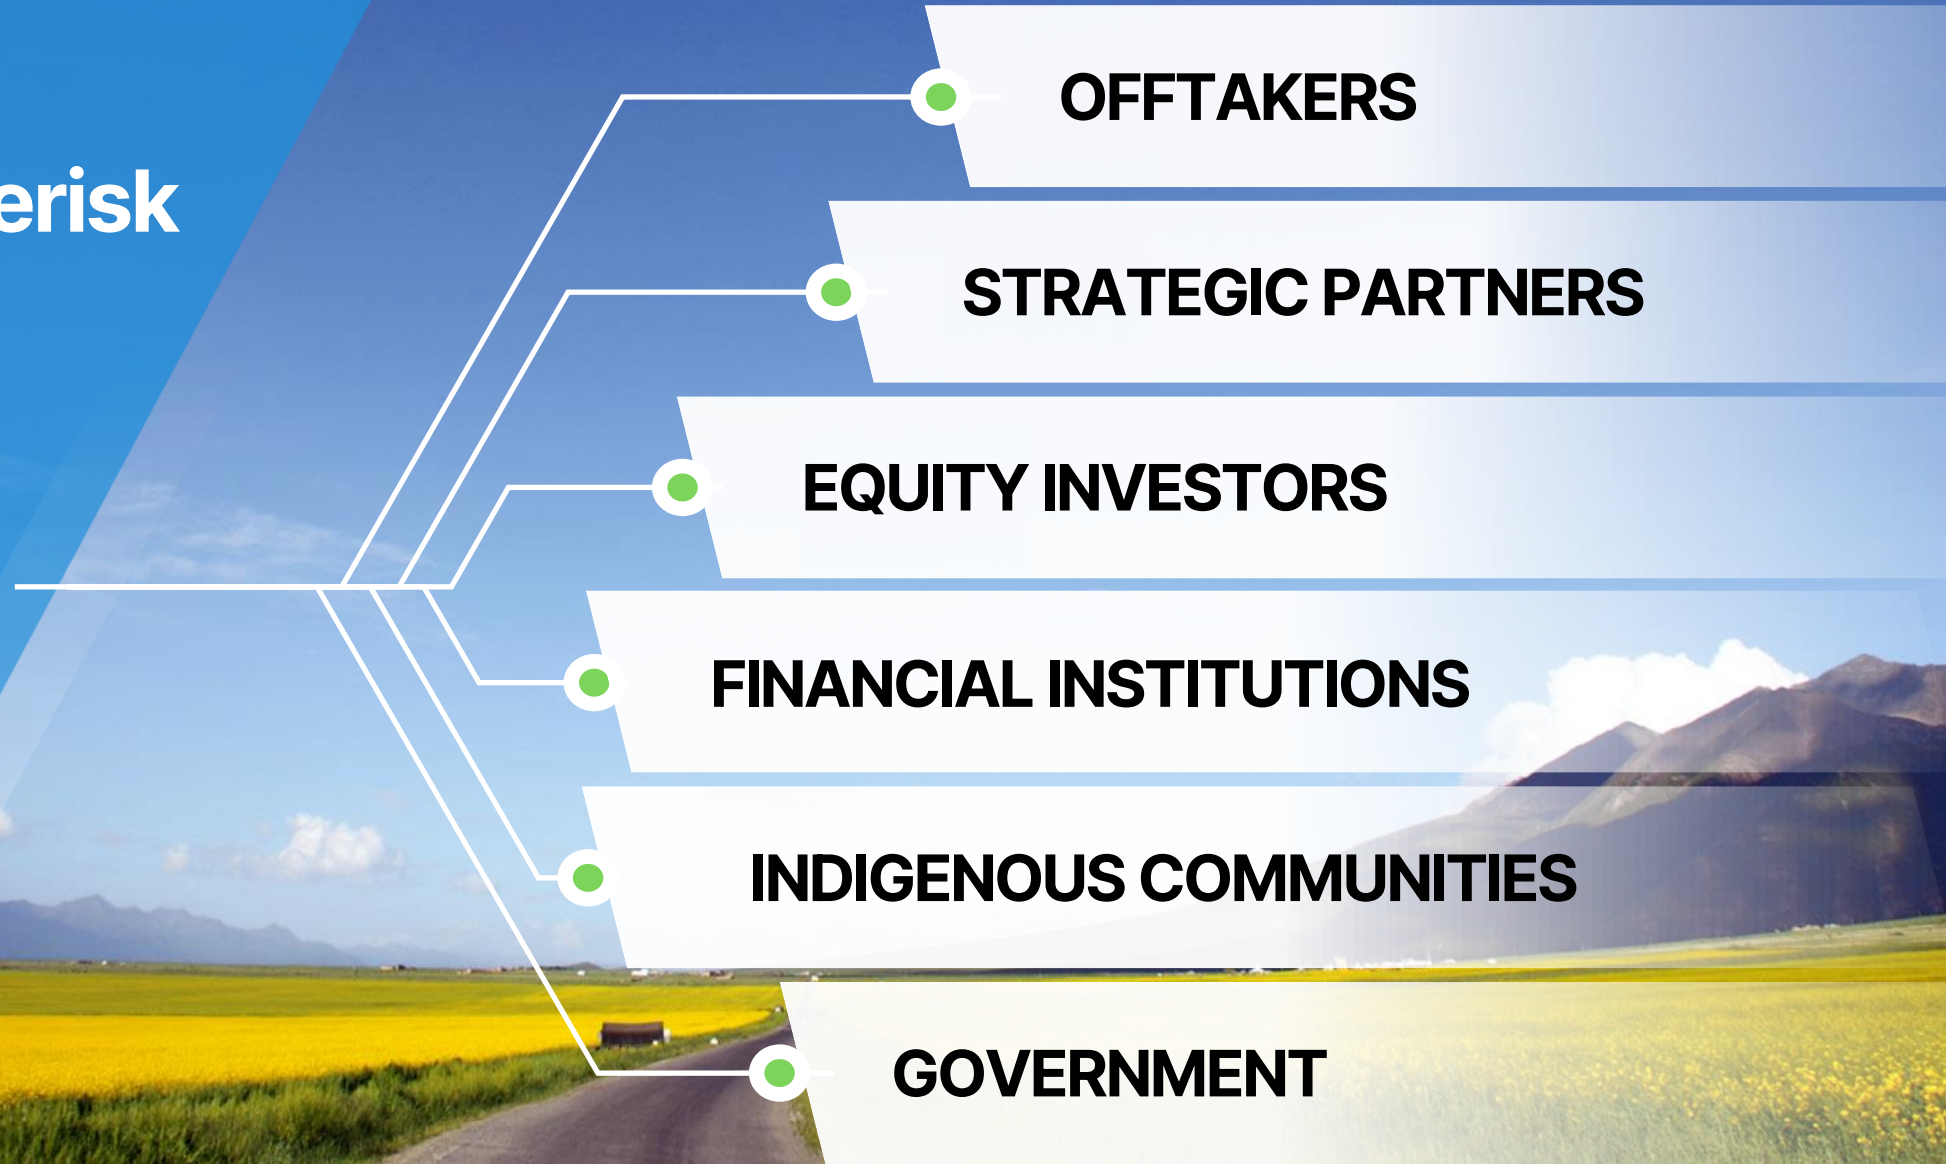 erisk
OFFTAKERS
STRATEGIC PARTNERS
EQUITY INVESTORS
FINANCIAL INSTITUTIONS
INDIGENOUS COMMUNITIES
GOVERNMENT